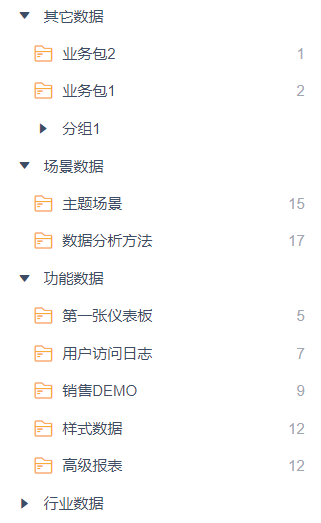 其它数据
业务包2 1
业务包1 2
分组1
场景数据
主题场景 15
数据分析方法 17
功能数据
第一张仪表板 5
用户访问日志 7
销售DEMO 9
样式数据 12
高级报表 12
行业数据